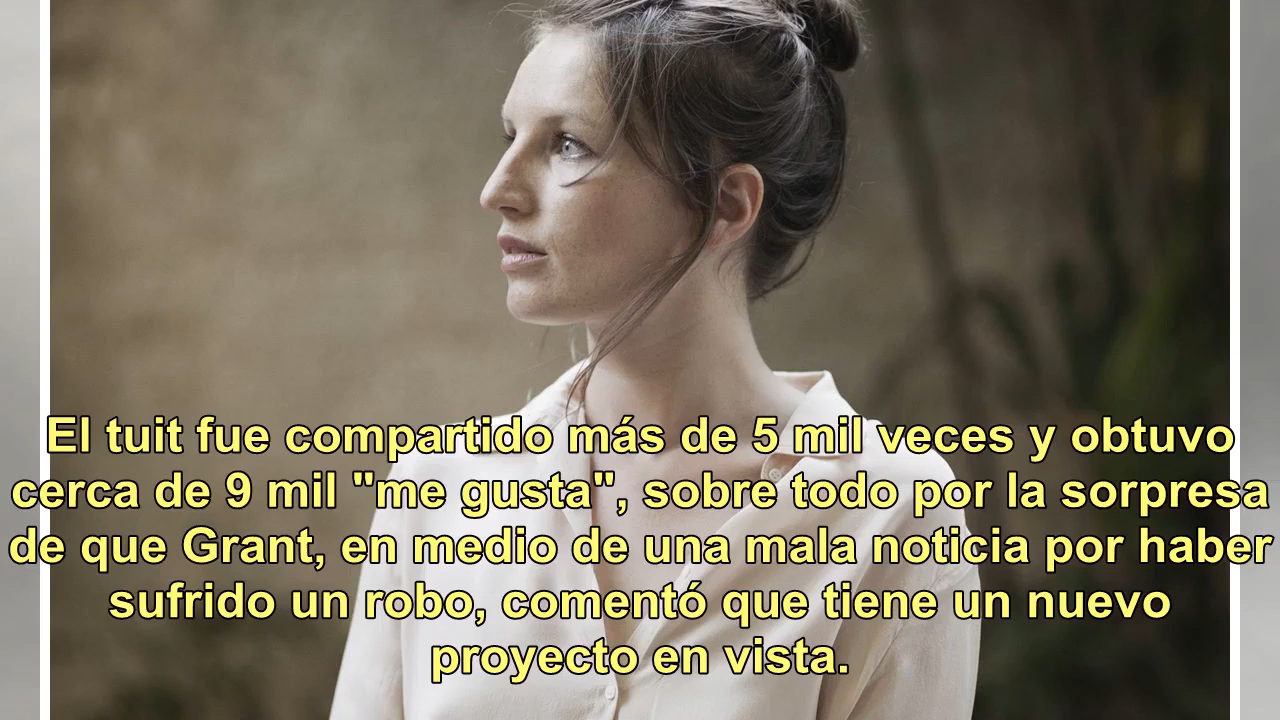 El tuit fue compartido más de 5 mil veces y obtuvo
cerca de 9 mil "me gusta", sobre todo por la sorpresa
de que Grant, en medio de una mala noticia por haber
sufrido un robo, comentó que tiene un nuevo
proyecto en vista.